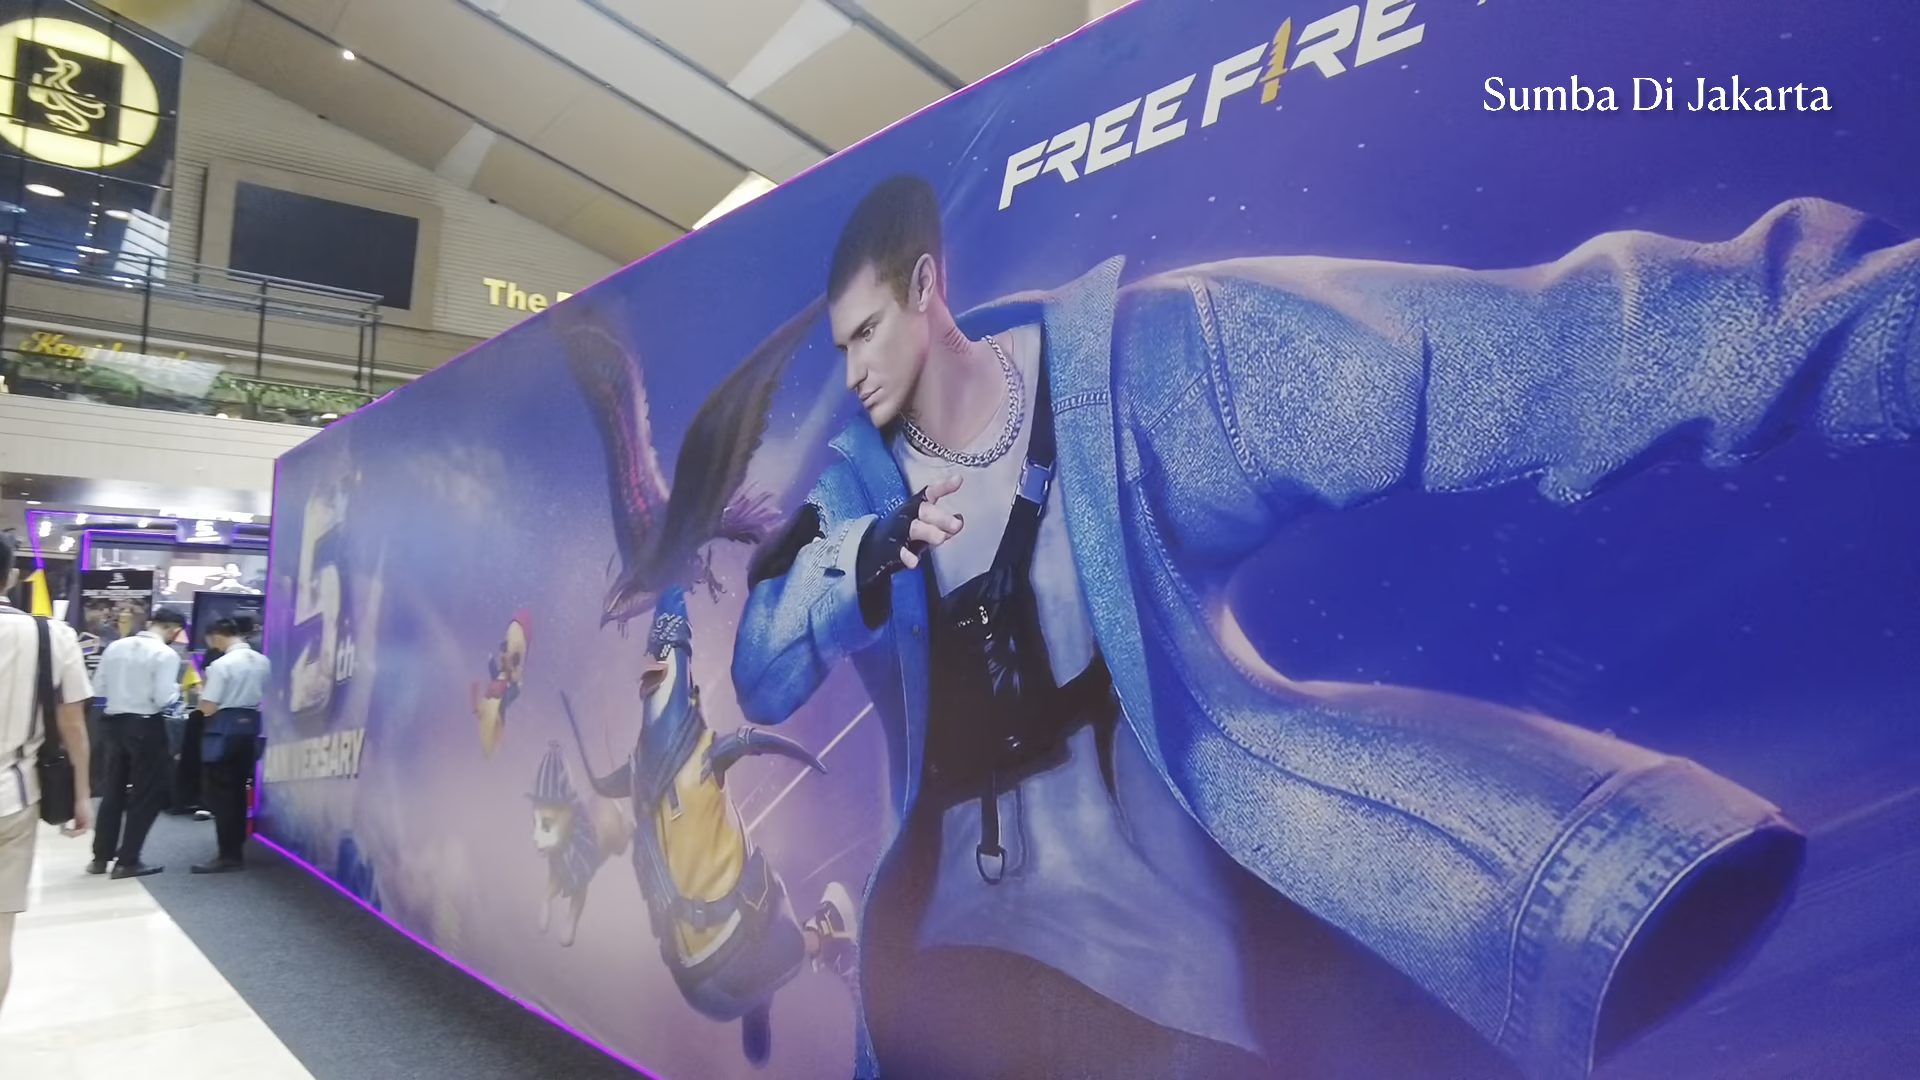 FREE FIRE
Sumba Di Jakarta
The
5th
ANNIVERSARY